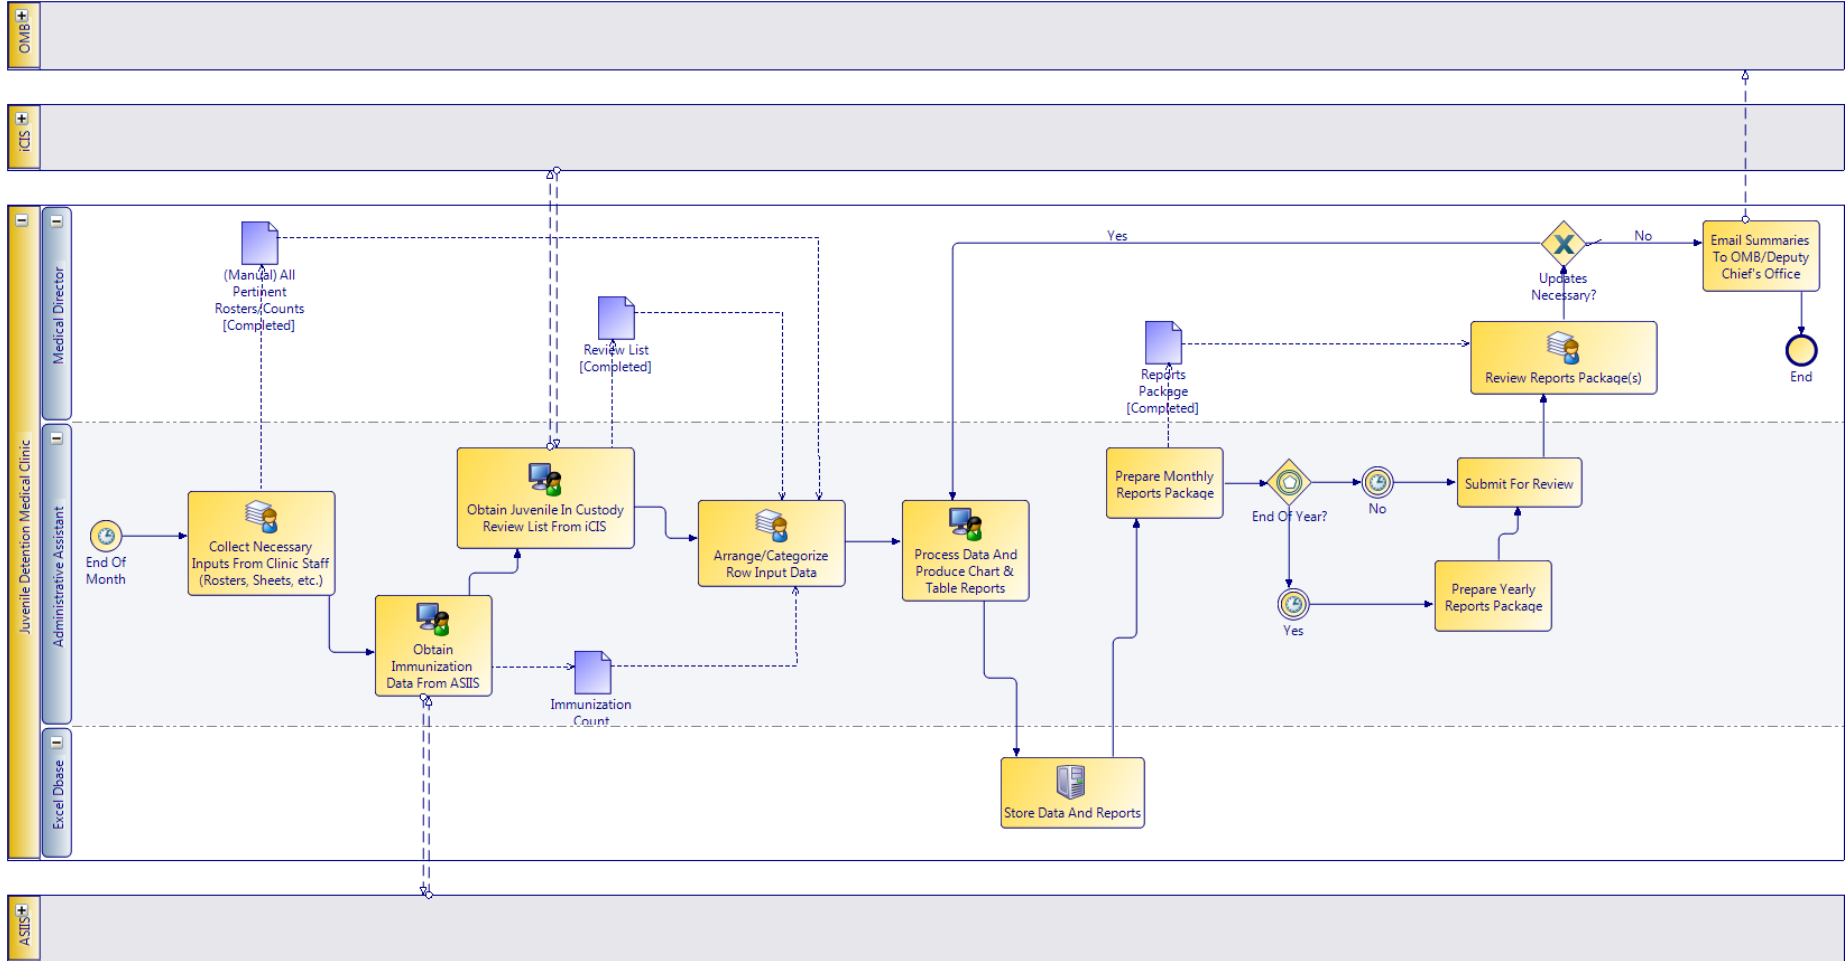 OMB
iCIS
Juvenile Detention Medical Clinic
Medical Director
(Manual) All
Pertinent
Rosters/Counts
[Completed]
Review List
[Completed]
Reports
Package
[Completed]
Yes
Updates
Necessary?
No
Email Summaries
To OMB/Deputy
Chief's Office
Review Reports Package(s)
End
Administrative Assistant
End Of
Month
Collect Necessary
Inputs From Clinic Staff
(Rosters, Sheets, etc.)
Obtain
Immunization
Data From ASIIS
Obtain Juvenile In Custody
Review List From iCIS
Immunization
Count
Arrange/Categorize
Row Input Data
Process Data And
Produce Chart &
Table Reports
Prepare Monthly
Reports Package
End Of Year?
No
Yes
Submit For Review
Prepare Yearly
Reports Package
Excel Dbase
Store Data And Reports
ASIIS